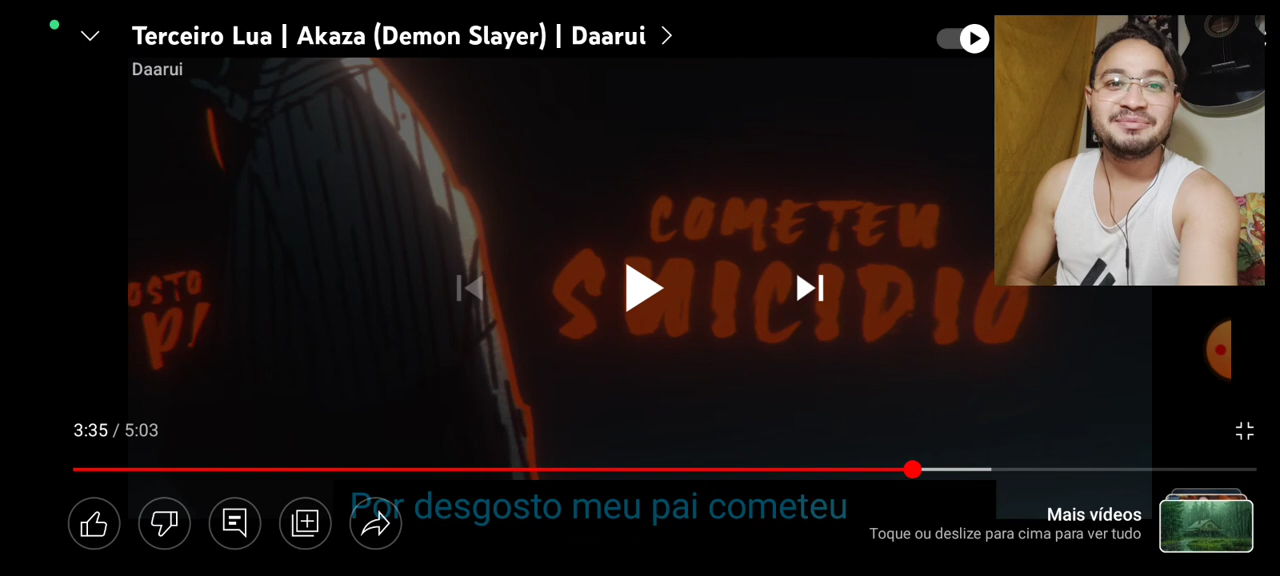 Terceiro Lua | Akaza (Demon Slayer) | Daarui
Daarui
COMETEU
SUICIDIO
OSTO
P!
3:35 / 5:03
Por desgosto meu pai cometeu
Mais vídeos
Toque ou deslize para cima para ver tudo